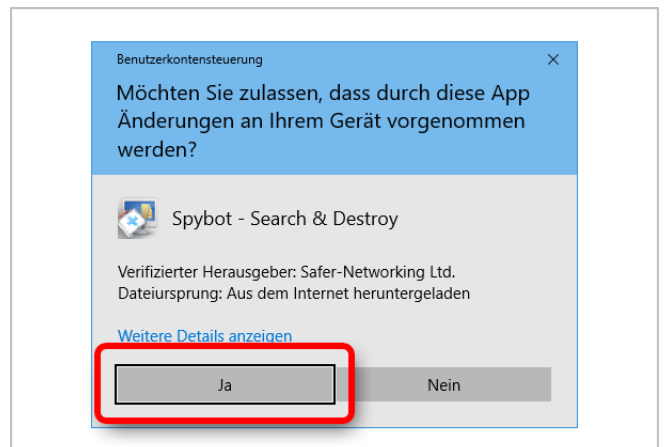 Benutzerkontensteuerung
Möchten Sie zulassen, dass durch diese App
Änderungen an Ihrem Gerät vorgenommen
werden?
Spybot - Search & Destroy
Verifizierter Herausgeber: Safer-Networking Ltd.
Dateiursprung: Aus dem Internet heruntergeladen
Weitere Details anzeigen
Ja Nein